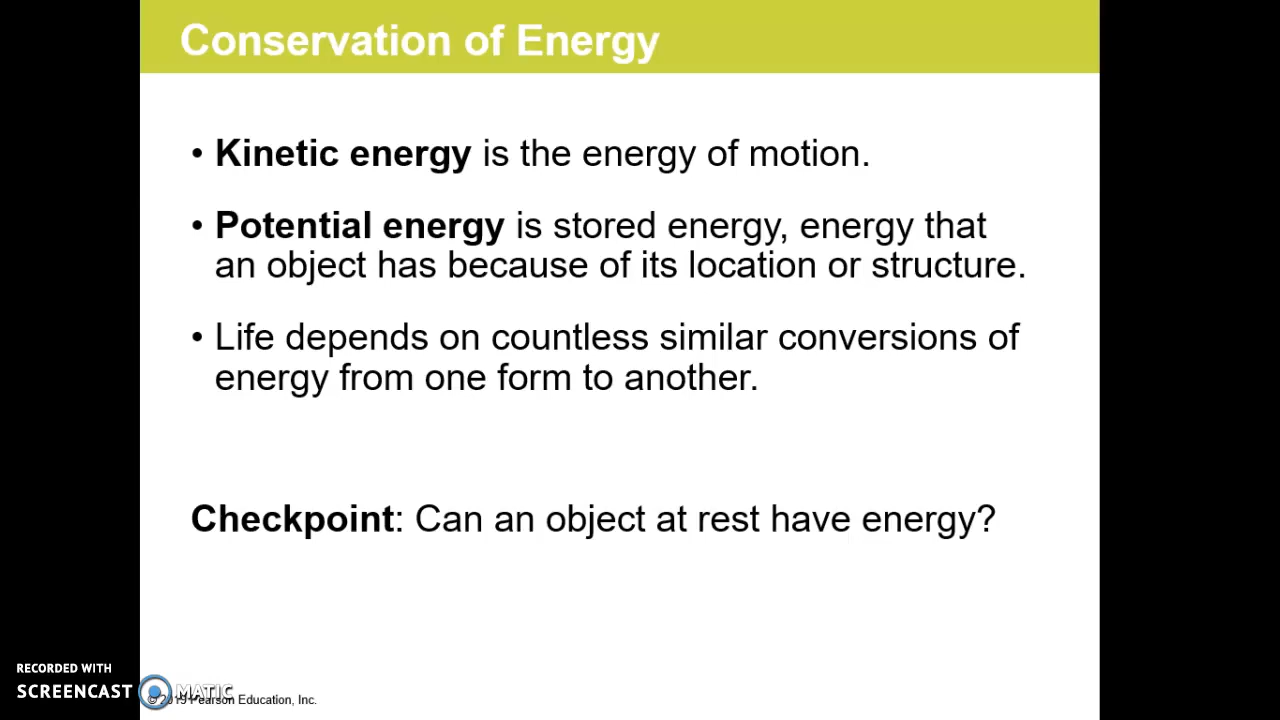 Conservation of Energy
• Kinetic energy is the energy of motion.
• Potential energy is stored energy, energy that
an object has because of its location or structure.
• Life depends on countless similar conversions of
energy from one form to another.
Checkpoint: Can an object at rest have energy?
RECORDED WITH
SCREENCAST MATIC
© 2019 Pearson Education, Inc.